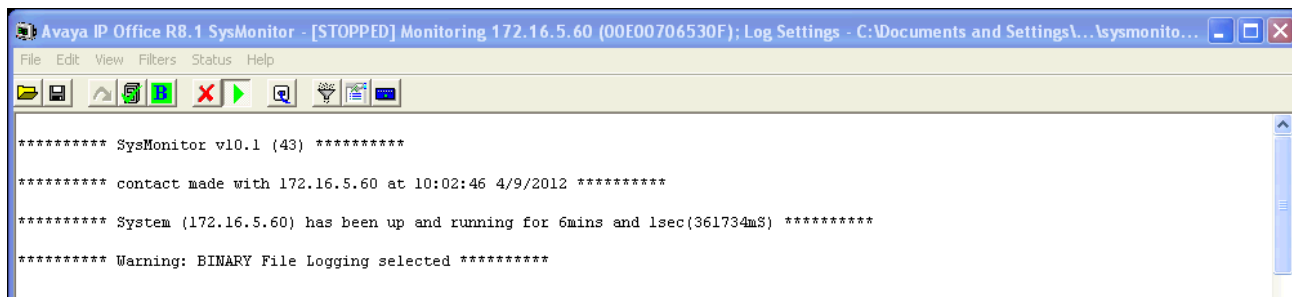 Avaya IP Office R8.1 SysMonitor - [STOPPED] Monitoring 172.16.5.60 (00E00706530F); Log Settings - C:\Documents and Settings\...\sysmonito...
File Edit View Filters Status Help
B
********** SysMonitor v10.1 (43) **********
********** contact made with 172.16.5.60 at 10:02:46 4/9/2012 **********
********** System (172.16.5.60) has been up and running for 6mins and 1sec(361734mS) **********
********** Warning: BINARY File Logging selected **********